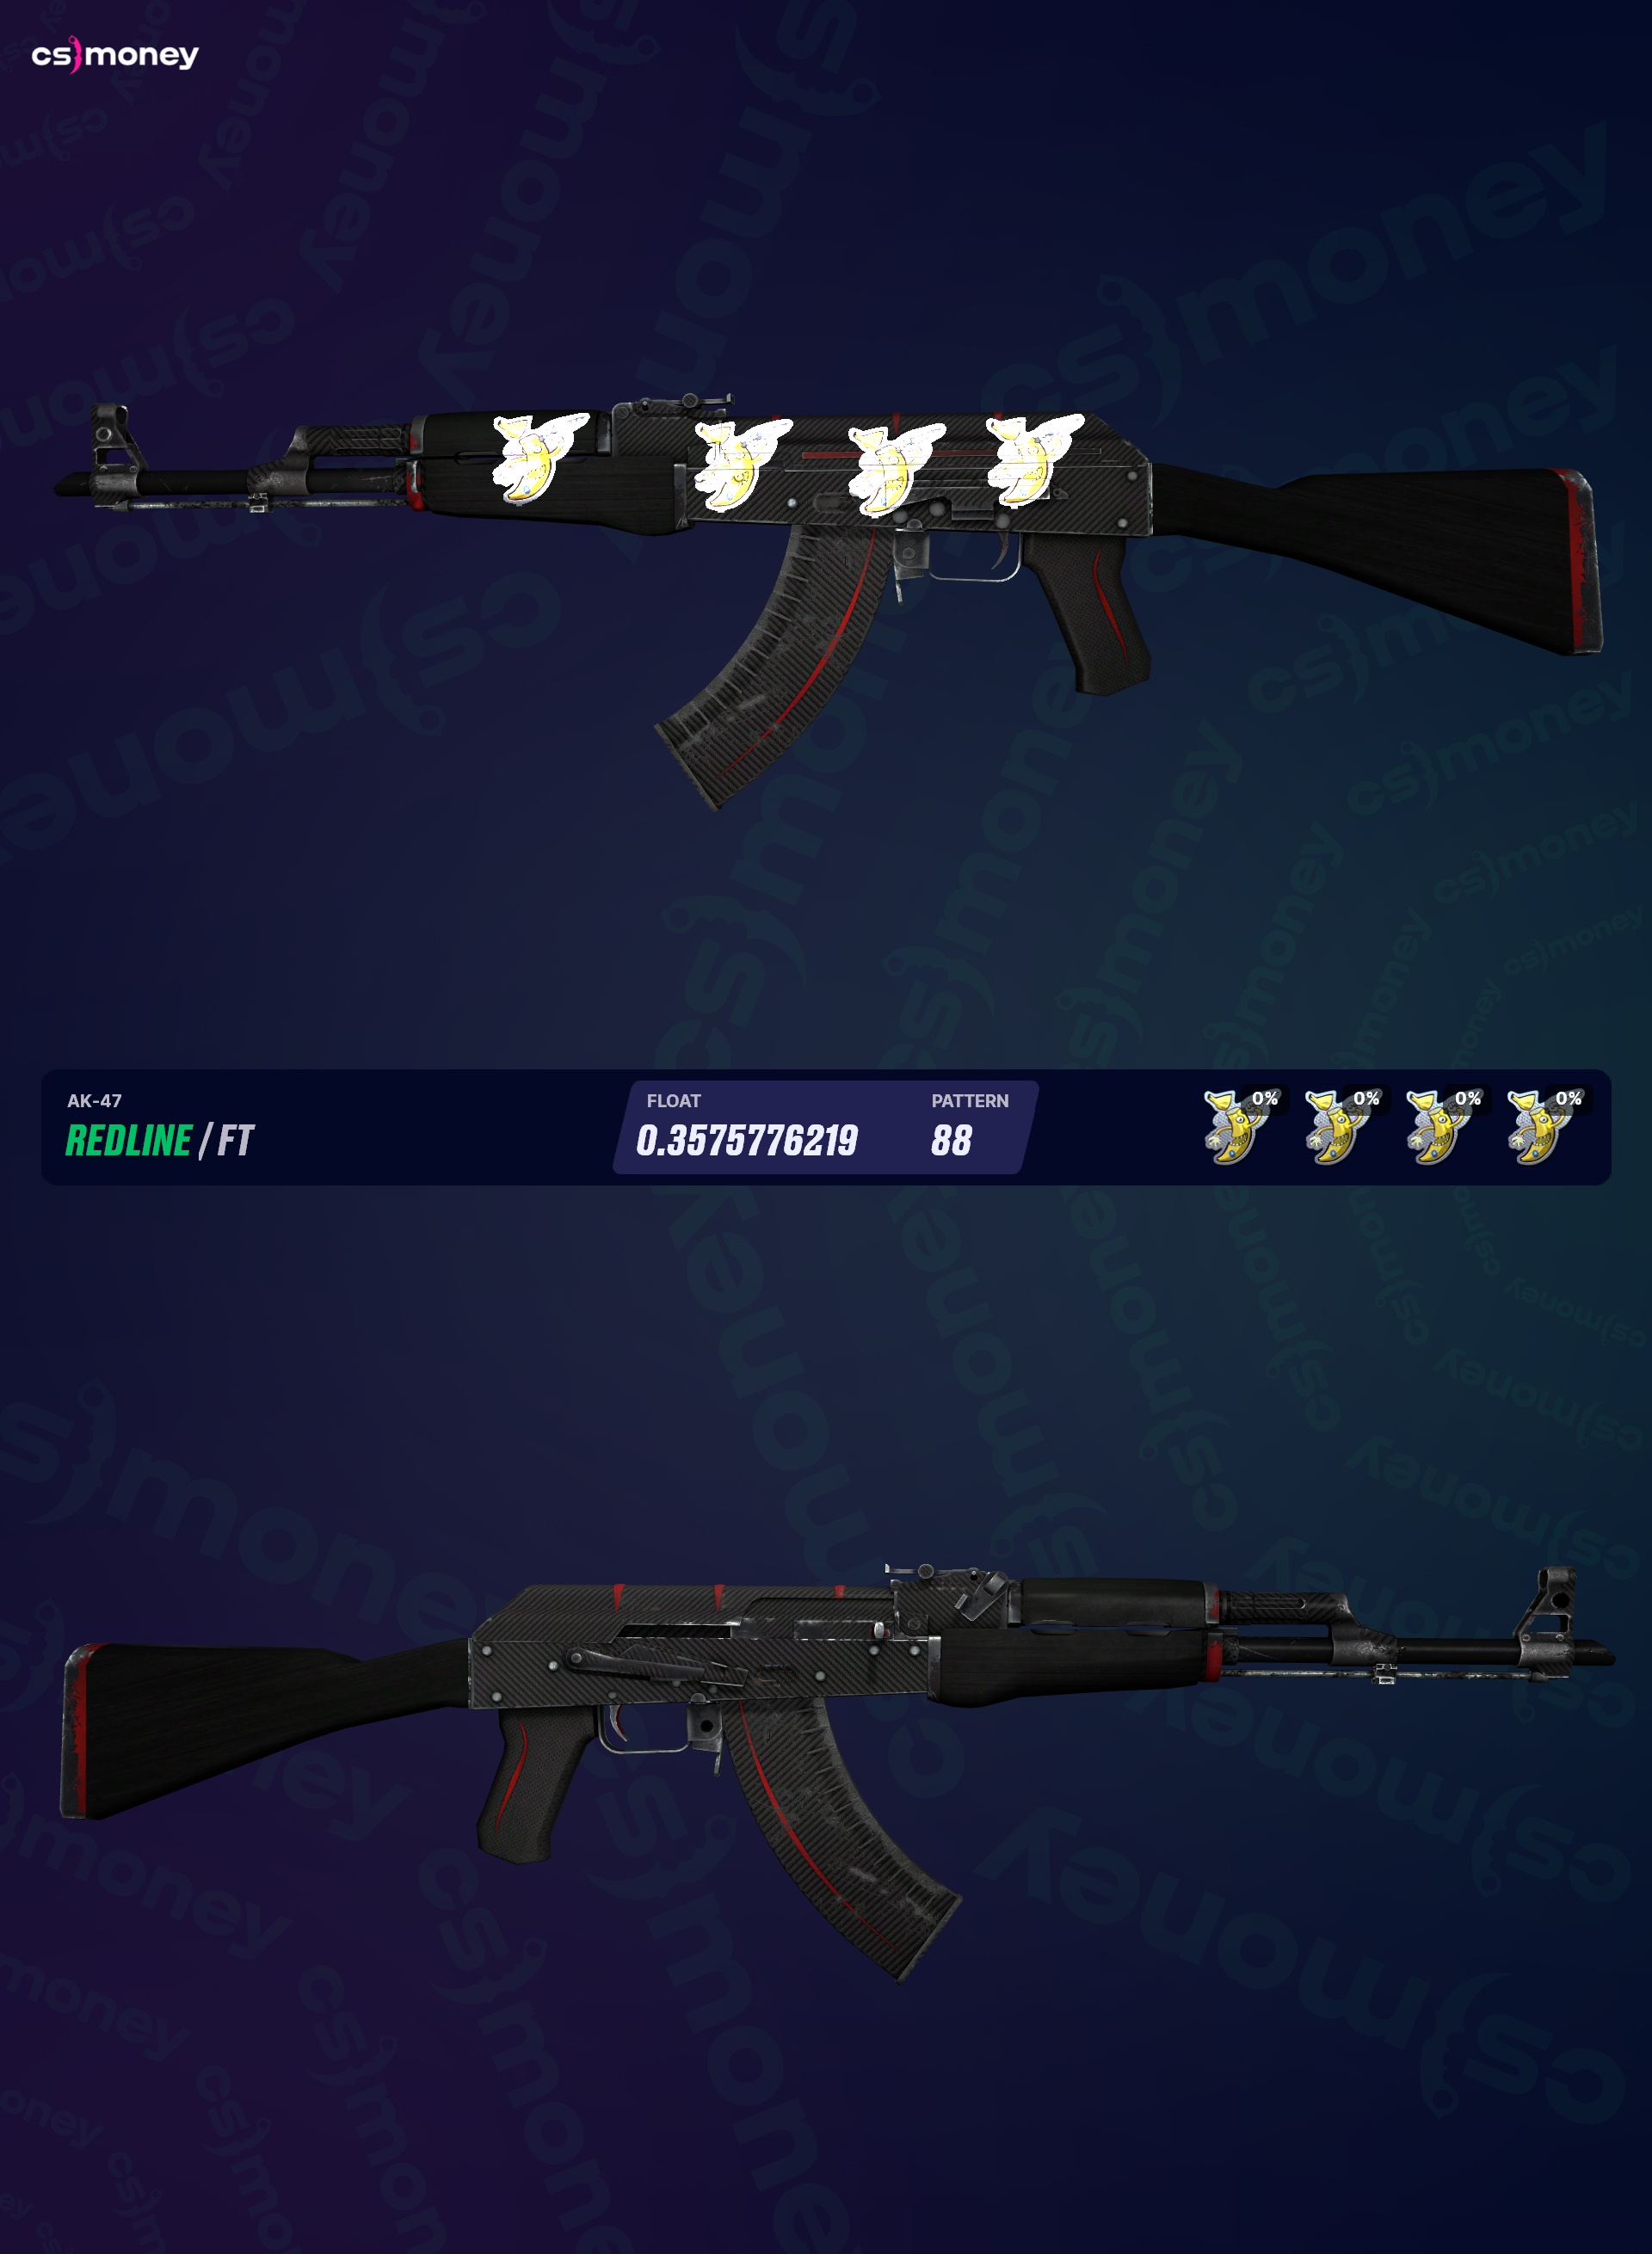 cs}money
AK-47
REDLINE / FT
FLOAT
0.3575776219
PATTERN
88
0%
0%
0%
0%